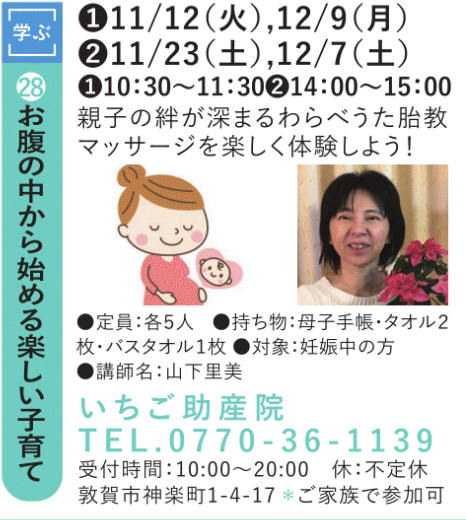 学ぶ
㉘お腹の中から始める楽しい子育て
❶11/12（火）,12/9（月）
❷11/23（土）,12/7（土）
❶10:30〜11:30❷14:00〜15:00
親子の絆が深まるわらべうた胎教
マッサージを楽しく体験しよう！
●定員：各5人　●持ち物：母子手帳・タオル2
枚・バスタオル1枚 ●対象：妊娠中の方
●講師名：山下里美
いちご助産院
TEL.0770-36-1139
受付時間：10:00〜20:00　休：不定休
敦賀市神楽町1-4-17 ＊ご家族で参加可